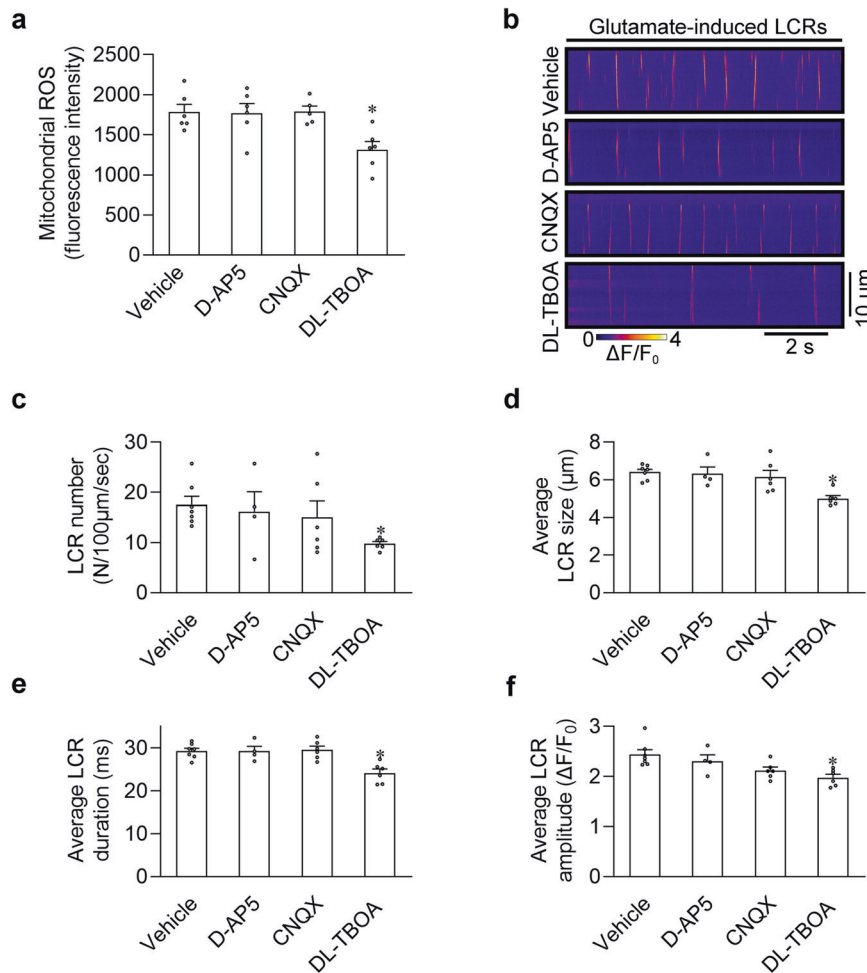 a
Mitochondrial ROS
(fluorescence intensity)
2500
2000
1500
1000
500
0
*
Vehicle
D-AP5
CNQX
DL-TBOA
b
Glutamate-induced LCRs
Vehicle
D-AP5
CNQX
DL-TBOA
10 µm
0
4
ΔF/F₀
2 s
c
LCR number
(N/100µm/sec)
30
20
10
0
*
Vehicle
D-AP5
CNQX
DL-TBOA
d
Average
LCR size (µm)
8
6
4
2
0
*
Vehicle
D-AP5
CNQX
DL-TBOA
e
Average LCR
duration (ms)
30
20
10
0
*
Vehicle
D-AP5
CNQX
DL-TBOA
f
Average LCR
amplitude (ΔF/F₀)
3
2
1
0
*
Vehicle
D-AP5
CNQX
DL-TBOA